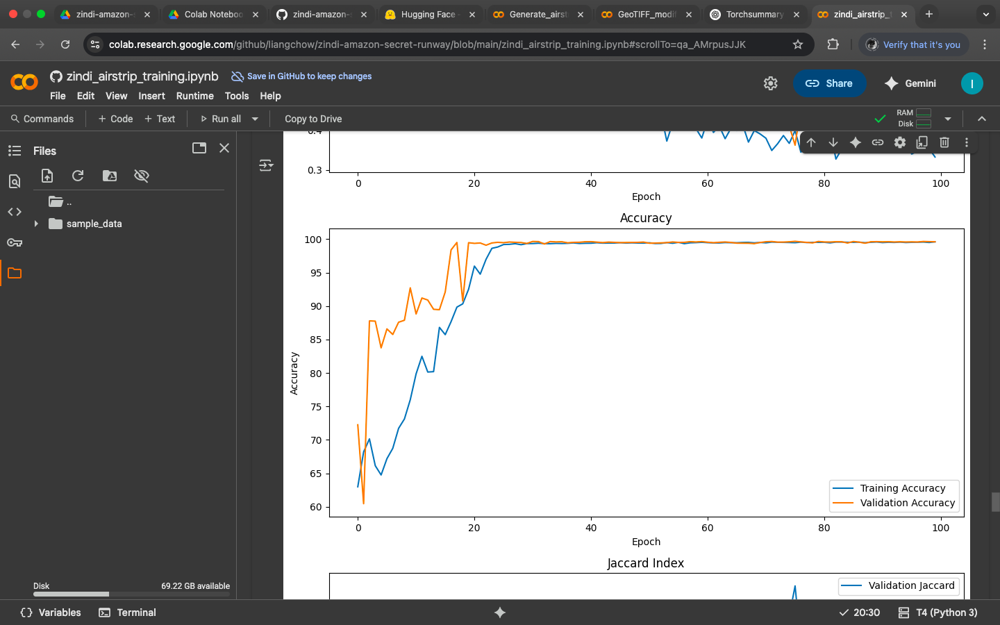 zindi-amazon-s
Colab Noteboo
zindi-amazon-s
Hugging Face -
Generate_airst
GeoTIFF_modif
Torchsummary
zindi_airstrip_t
colab.research.google.com/github/liangchow/zindi-amazon-secret-runway/blob/main/zindi_airstrip_training.ipynb#scrollTo=qa_AMrpusJJK
Verify that it's you
zindi_airstrip_training.ipynb
Save in GitHub to keep changes
File Edit View Insert Runtime Tools Help
Share
Gemini
I
Commands
+ Code
+ Text
Run all
Copy to Drive
RAM
Disk
Files
..
sample_data
Disk
69.22 GB available
0.4
0.3
0 20 40 60 80 100
Epoch
Accuracy
100
95
90
85
80
75
70
65
60
Accuracy
Training Accuracy
Validation Accuracy
0 20 40 60 80 100
Epoch
Jaccard Index
Validation Jaccard
Variables
Terminal
20:30
T4 (Python 3)